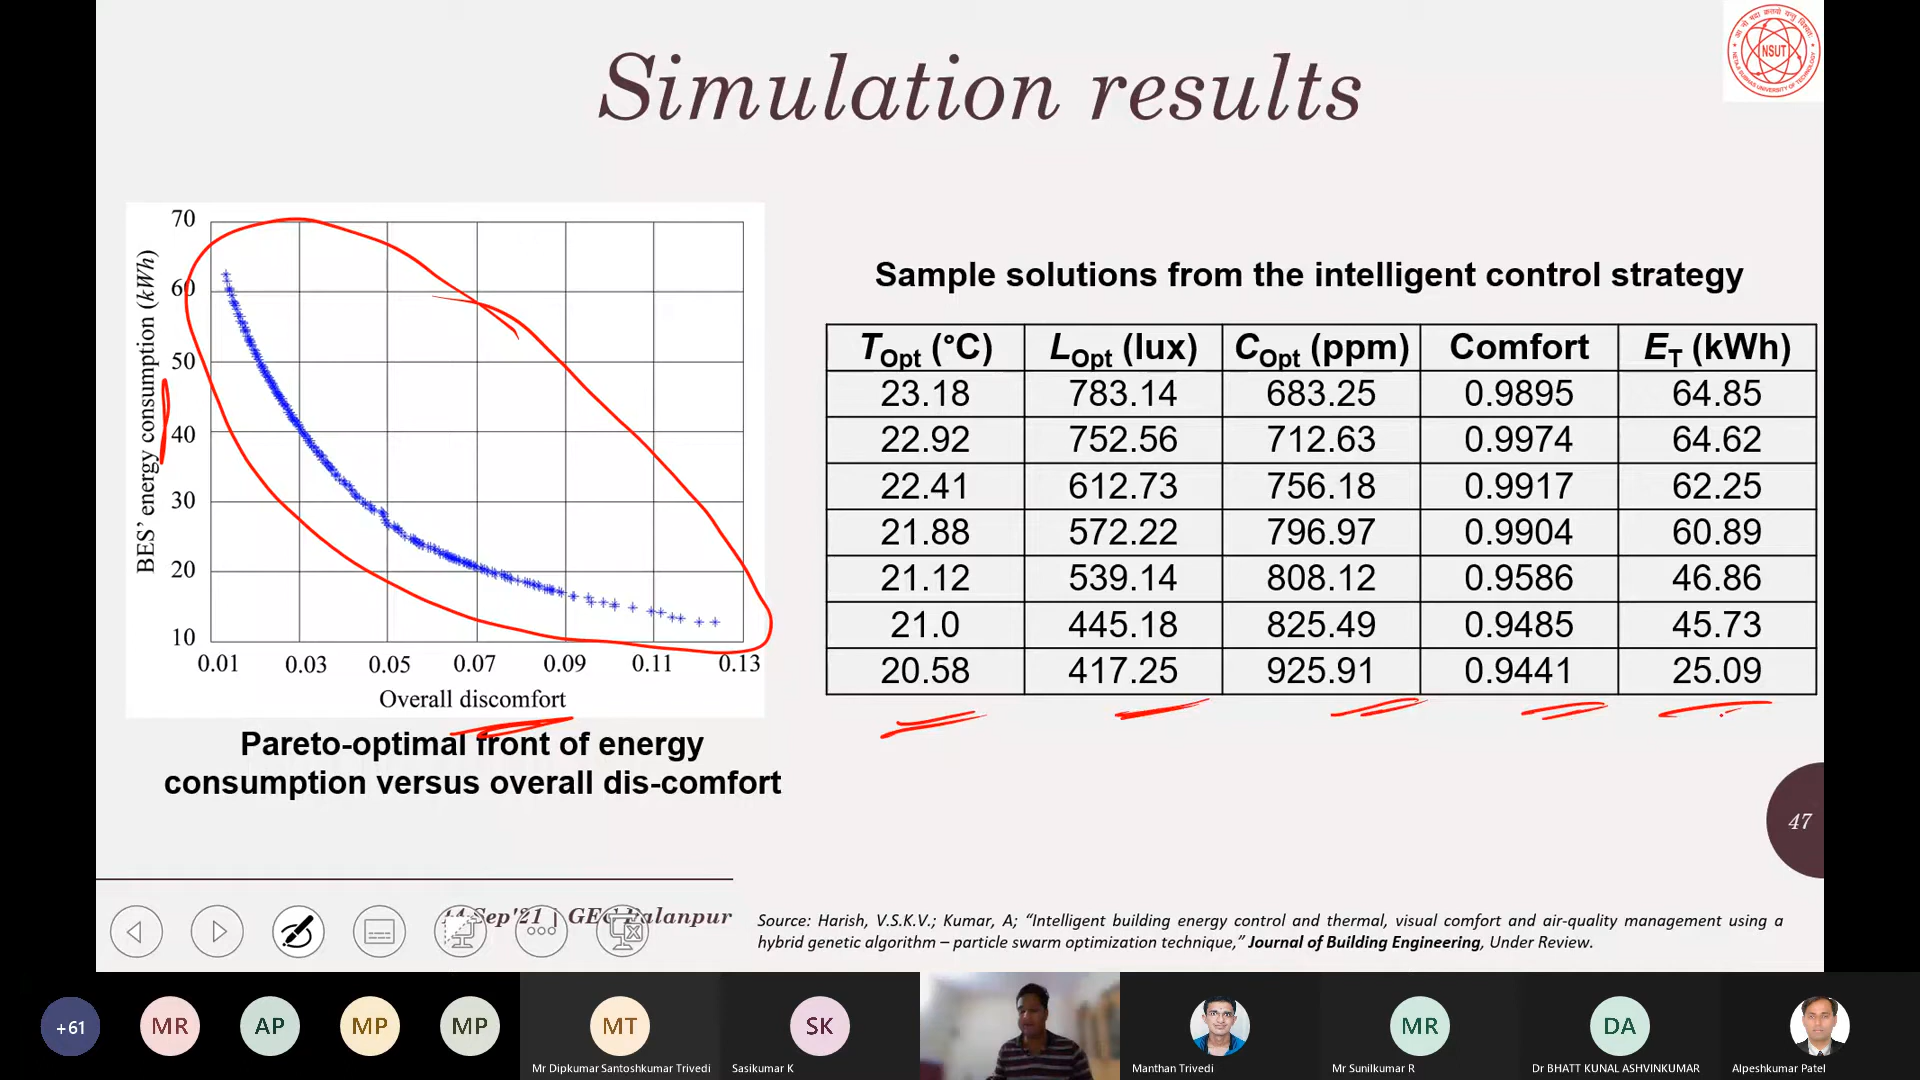 Simulation results
NSUT
70
60
50
40
30
20
10
BES’ energy consumption (kWh)
0.01 0.03 0.05 0.07 0.09 0.11 0.13
Overall discomfort
Pareto-optimal front of energy
consumption versus overall dis-comfort
Sample solutions from the intelligent control strategy
TOpt (°C) LOpt (lux) COpt (ppm) Comfort ET (kWh)
23.18 783.14 683.25 0.9895 64.85
22.92 752.56 712.63 0.9974 64.62
22.41 612.73 756.18 0.9917 62.25
21.88 572.22 796.97 0.9904 60.89
21.12 539.14 808.12 0.9586 46.86
21.0 445.18 825.49 0.9485 45.73
20.58 417.25 925.91 0.9441 25.09
47
Sep'21 | GEC Palanpur
Source: Harish, V.S.K.V.; Kumar, A; “Intelligent building energy control and thermal, visual comfort and air-quality management using a
hybrid genetic algorithm – particle swarm optimization technique,” Journal of Building Engineering, Under Review.
+61 MR AP MP MP MT SK MR DA
Mr Dipkumar Santoshkumar Trivedi Sasikumar K Manthan Trivedi Mr Sunilkumar R Dr BHATT KUNAL ASHVINKUMAR Alpeshkumar Patel